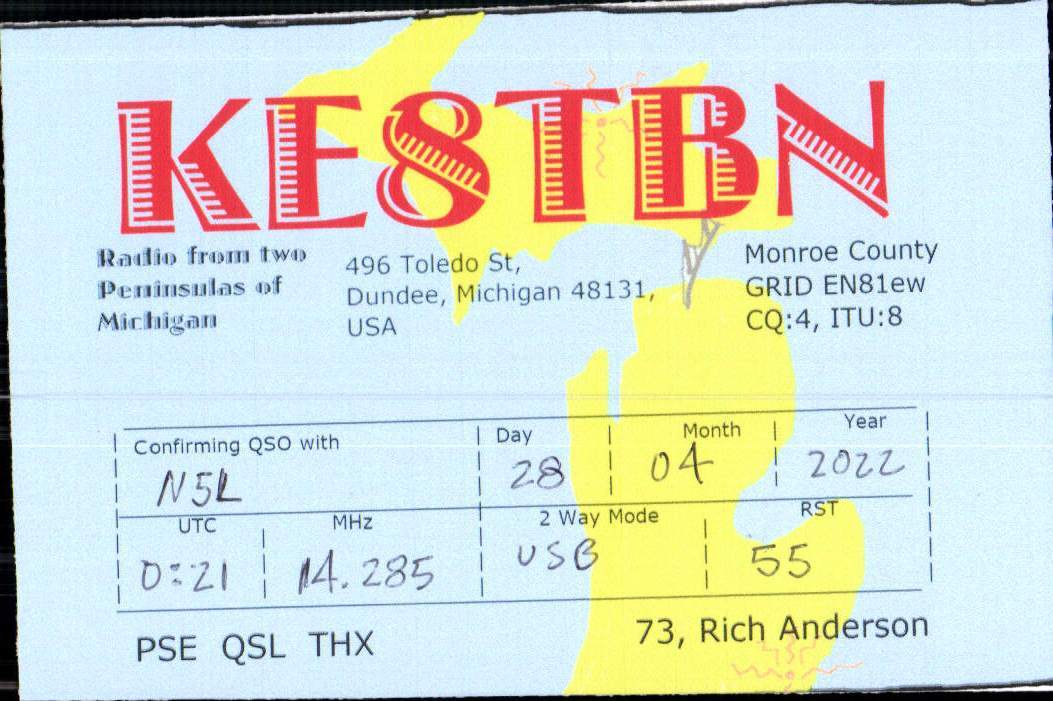 KE8TBN
Radio from two
Peninsulas of
Michigan
496 Toledo St,
Dundee, Michigan 48131,
USA
Monroe County
GRID EN81ew
CQ:4, ITU:8
Confirming QSO with
N5L
Day
28
Month
04
Year
2022
UTC
0:21
MHz
14.285
2 Way Mode
USB
RST
55
PSE QSL THX
73, Rich Anderson